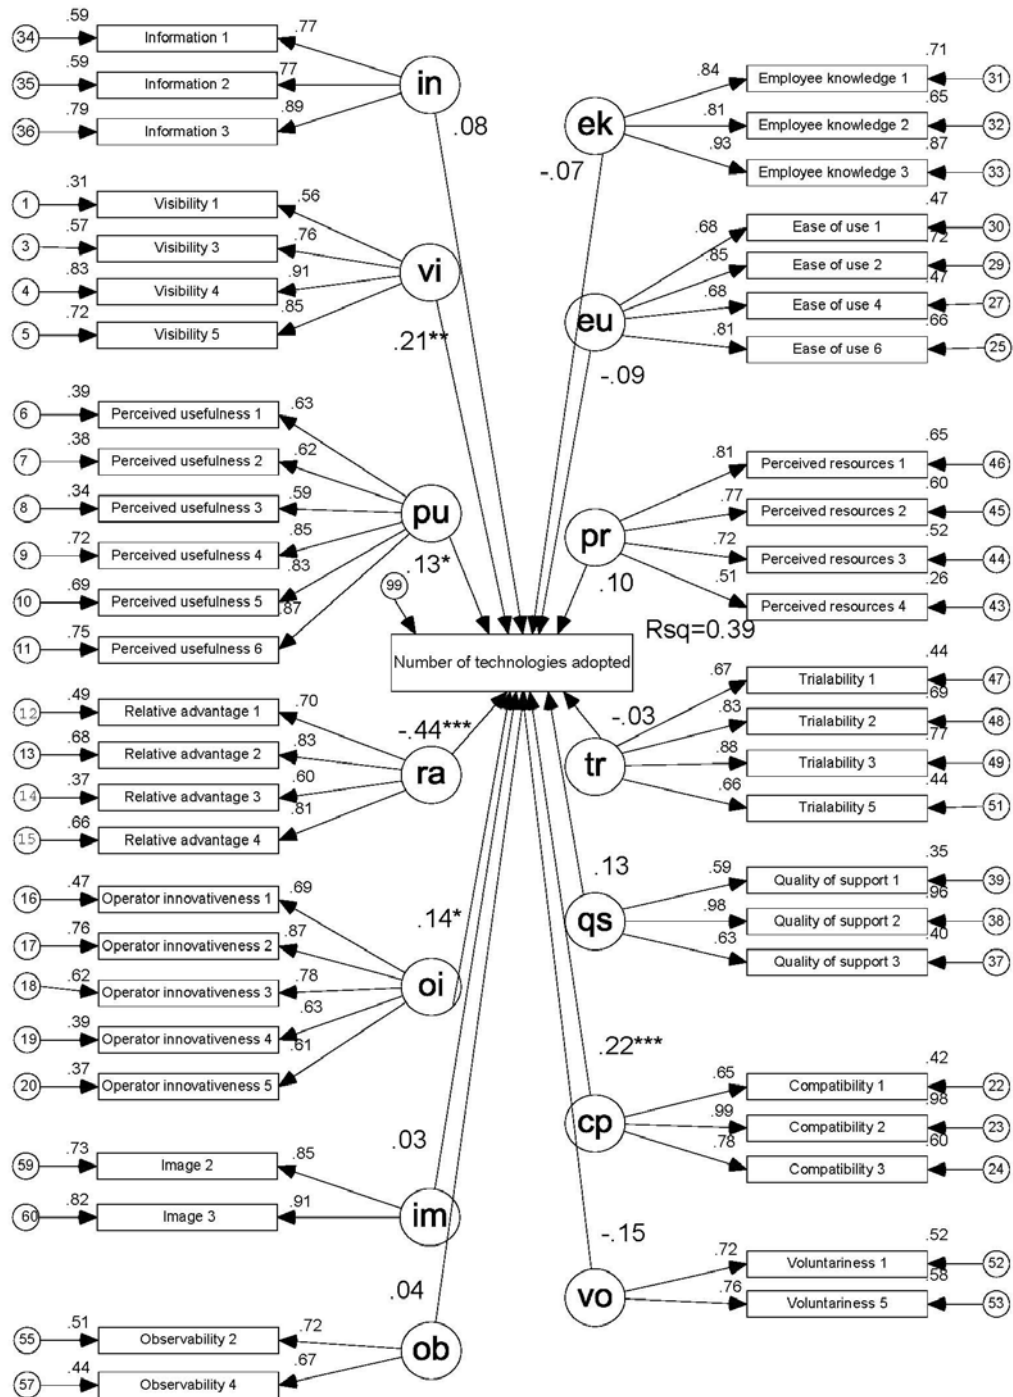 .59
34 Information 1 .77
.59
35 Information 2 .77
in
.79 .89
36 Information 3
.08
.31
1 Visibility 1 .56
.57
3 Visibility 3 .76
vi
.83 .91
4 Visibility 4
.72 .85
5 Visibility 5
.21**
.39
6 Perceived usefulness 1 .63
.38
7 Perceived usefulness 2 .62
.34 .59
8 Perceived usefulness 3
pu
.72 .85
9 Perceived usefulness 4
.83
.69
10 Perceived usefulness 5
.87
.75
11 Perceived usefulness 6
.13*
99
Number of technologies adopted
Rsq=0.39
.49
12 Relative advantage 1 .70
-.44***
.68
13 Relative advantage 2 .83
ra
.37 .60
14 Relative advantage 3
.66 .81
15 Relative advantage 4
.47
16 Operator innovativeness 1 .69
.14*
.76
17 Operator innovativeness 2 .87
.62 .78
18 Operator innovativeness 3
oi
.39 .63
19 Operator innovativeness 4
.37 .61
20 Operator innovativeness 5
.03
.73
59 Image 2 .85
.82 .91
60 Image 3
im
.04
.51
55 Observability 2 .72
ob
.44 .67
57 Observability 4
.71
.84 Employee knowledge 1 31
.65
ek
.81 Employee knowledge 2 32
.87
.93 Employee knowledge 3 33
-.07
.47
.68 Ease of use 1 30
.72
.85 Ease of use 2 29
.47
.68 Ease of use 4 27
eu
.66
.81 Ease of use 6 25
-.09
.65
.81 Perceived resources 1 46
.60
.77 Perceived resources 2 45
pr
.52
.72 Perceived resources 3 44
.26
.51 Perceived resources 4 43
.10
.44
.67 Trialability 1 47
-.03
.69
.83 Trialability 2 48
tr
.77
.88 Trialability 3 49
.44
.66 Trialability 5 51
.13
.35
.59 Quality of support 1 39
.96
qs
.98 Quality of support 2 38
.40
.63 Quality of support 3 37
.22***
.42
.65 Compatibility 1 22
.98
cp
.99 Compatibility 2 23
.60
.78 Compatibility 3 24
-.15
.52
.72 Voluntariness 1 52
vo
.58
.76 Voluntariness 5 53